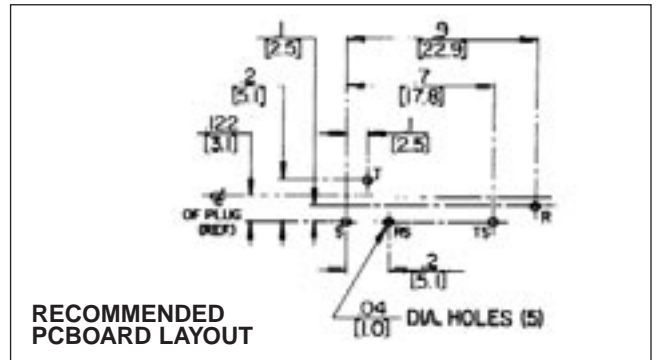 .1
[2.5]
.9
[22.9]
.2
[5.1]
.7
[17.8]
.122
[3.1]
.1
[2.5]
T
OF PLUG
(REF)
S
RS
TS
R
.2
[5.1]
.04
[1.0]
DIA. HOLES (5)
RECOMMENDED
PCBOARD LAYOUT